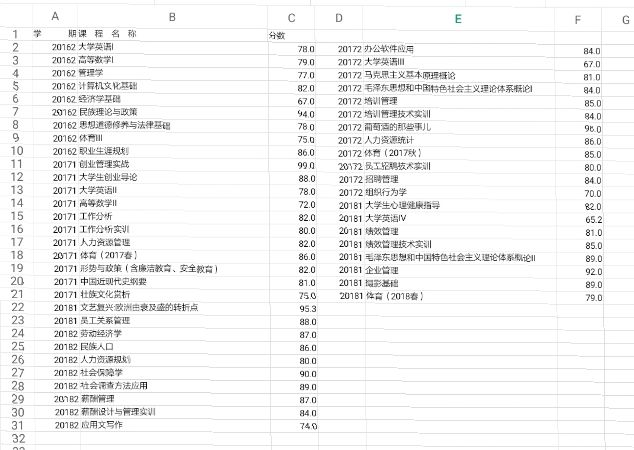 A B C D E F G
1 学 期 课 程 名 称 分数
2 20162 大学英语I 78.0 20172 办公软件应用 84.0
3 20162 高等数学I 79.0 20172 大学英语III 67.0
4 20162 管理学 77.0 20172 马克思主义基本原理概论 81.0
5 20162 计算机文化基础 82.0 20172 毛泽东思想和中国特色社会主义理论体系概论I 84.0
6 20162 经济学基础 67.0 20172 培训管理 85.0
7 20162 民族理论与政策 94.0 20172 培训管理技术实训 84.0
8 20162 思想道德修养与法律基础 78.0 20172 葡萄酒的那些事儿 96.0
9 20162 体育III 75.0 20172 人力资源统计 86.0
10 20162 职业生涯规划 86.0 20172 体育（2017秋） 85.0
11 20171 创业管理实战 99.0 20172 员工招聘技术实训 80.0
12 20171 大学生创业导论 88.0 20172 招聘管理 84.0
13 20171 大学英语II 78.0 20172 组织行为学 70.0
14 20171 高等数学II 72.0 20181 大学生心理健康指导 82.0
15 20171 工作分析 82.0 20181 大学英语IV 65.2
16 20171 工作分析实训 80.0 20181 绩效管理 81.0
17 20171 人力资源管理 82.0 20181 绩效管理技术实训 85.0
18 20171 体育（2017春） 86.0 20181 毛泽东思想和中国特色社会主义理论体系概论II 89.0
19 20171 形势与政策（含廉洁教育、安全教育） 82.0 20181 企业管理 92.0
20 20171 中国近现代史纲要 81.0 20181 摄影基础 89.0
21 20171 壮族文化赏析 75.0 20181 体育（2018春） 79.0
22 20181 文艺复兴:欧洲由衰及盛的转折点 95.3
23 20181 员工关系管理 88.0
24 20182 劳动经济学 87.0
25 20182 民族人口 86.0
26 20182 人力资源规划 80.0
27 20182 社会保障学 90.0
28 20182 社会调查方法应用 89.0
29 20182 薪酬管理 87.0
30 20182 薪酬设计与管理实训 84.0
31 20182 应用文写作 74.0
32